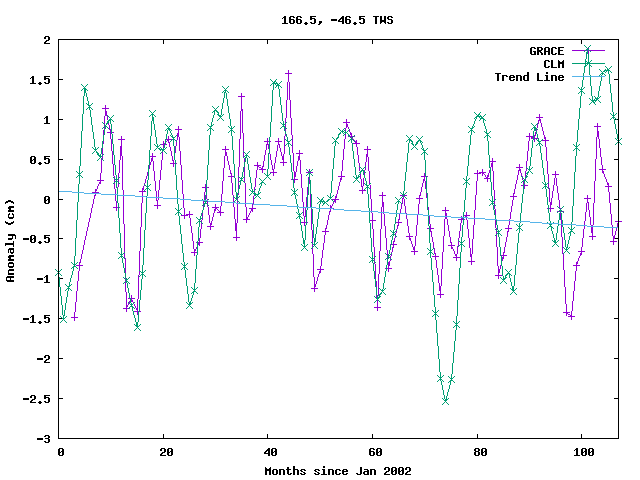 166.5, -46.5 TWS
GRACE
CLM
Trend Line
2
1.5
1
0.5
0
-0.5
-1
-1.5
-2
-2.5
-3
Anomaly (cm)
0 20 40 60 80 100
Months since Jan 2002